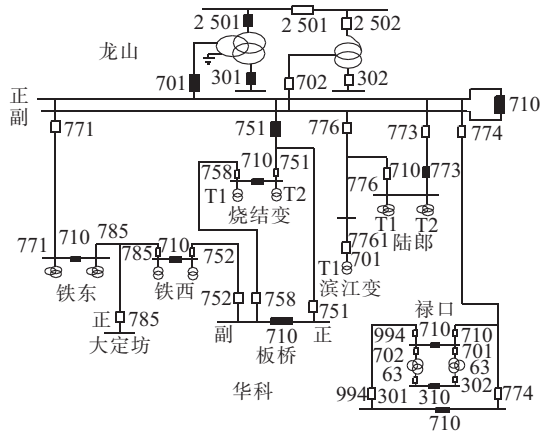 2 501 2 501 2 502
龙山
701 301 702 302
正
副
710
771 751 776 773 774
758 710 751 710 773
T1 T2 776
烧结变 T1 T2
陆郎
7761
771 710 785 785 710 752 T1 701
铁东 铁西 滨江变
752 758 751
正 785 副 710 正
大定坊 板桥
华科
禄口
994 710 710
702 701
63 63
994 301 310 302 774
710